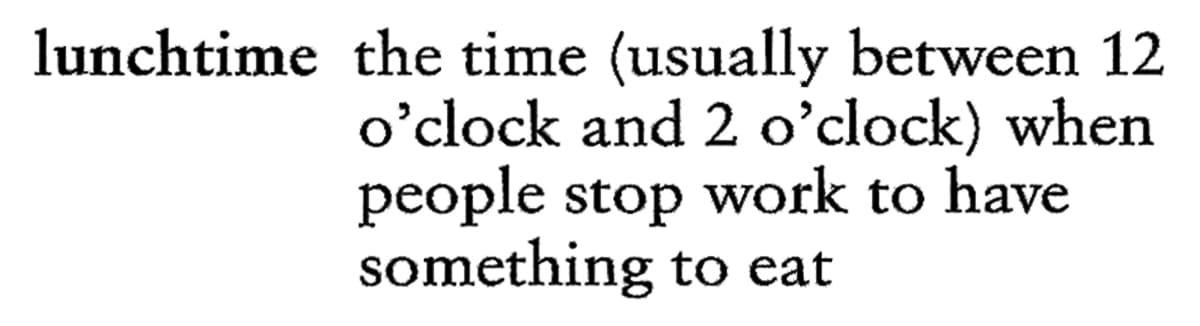 lunchtime the time (usually between 12
o’clock and 2 o’clock) when
people stop work to have
something to eat